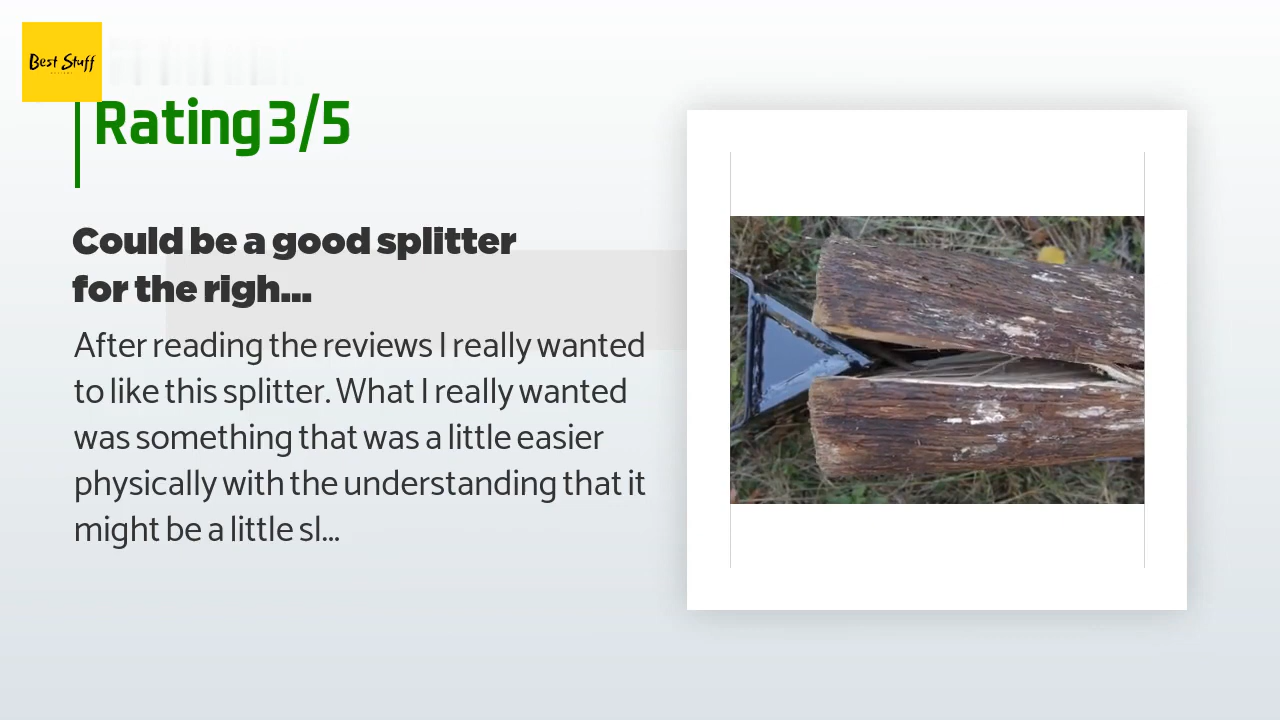 Best Stuff
Rating 3/5
Could be a good splitter
for the righ...
After reading the reviews I really wanted
to like this splitter. What I really wanted
was something that was a little easier
physically with the understanding that it
might be a little sl...